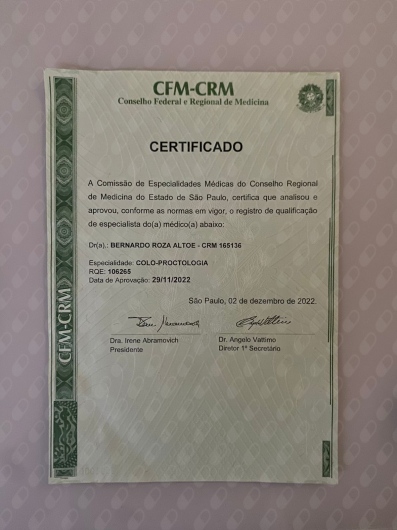 CFM-CRM
Conselho Federal e Regional de Medicina
CERTIFICADO
A Comissão de Especialidades Médicas do Conselho Regional
de Medicina do Estado de São Paulo, certifica que analisou e
aprovou, conforme as normas em vigor, o registro de qualificação
de especialista do(a) médico(a) abaixo:
Dr(a).: BERNARDO ROZA ALTOE - CRM 165136
Especialidade: COLO-PROCTOLOGIA
RQE: 106265
Data de Aprovação: 29/11/2022
São Paulo, 02 de dezembro de 2022.
Dra. Irene Abramovich
Presidente
Dr. Angelo Vattimo
Diretor 1º Secretário
CFM-CRM